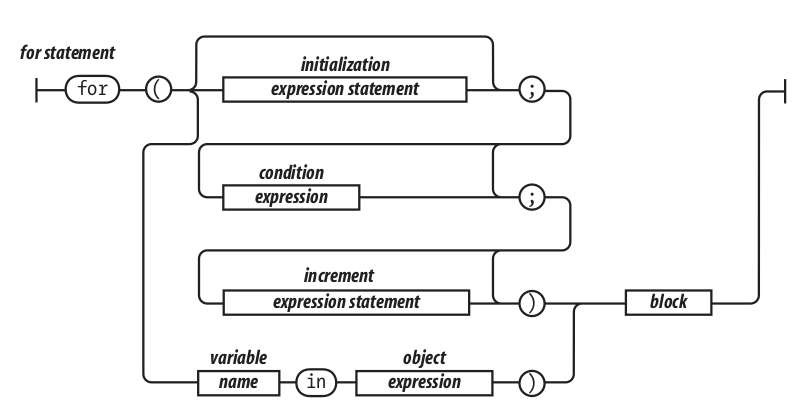 for statement
for ( initialization
expression statement ;
condition
expression ;
increment
expression statement ) block
variable object
name in expression )